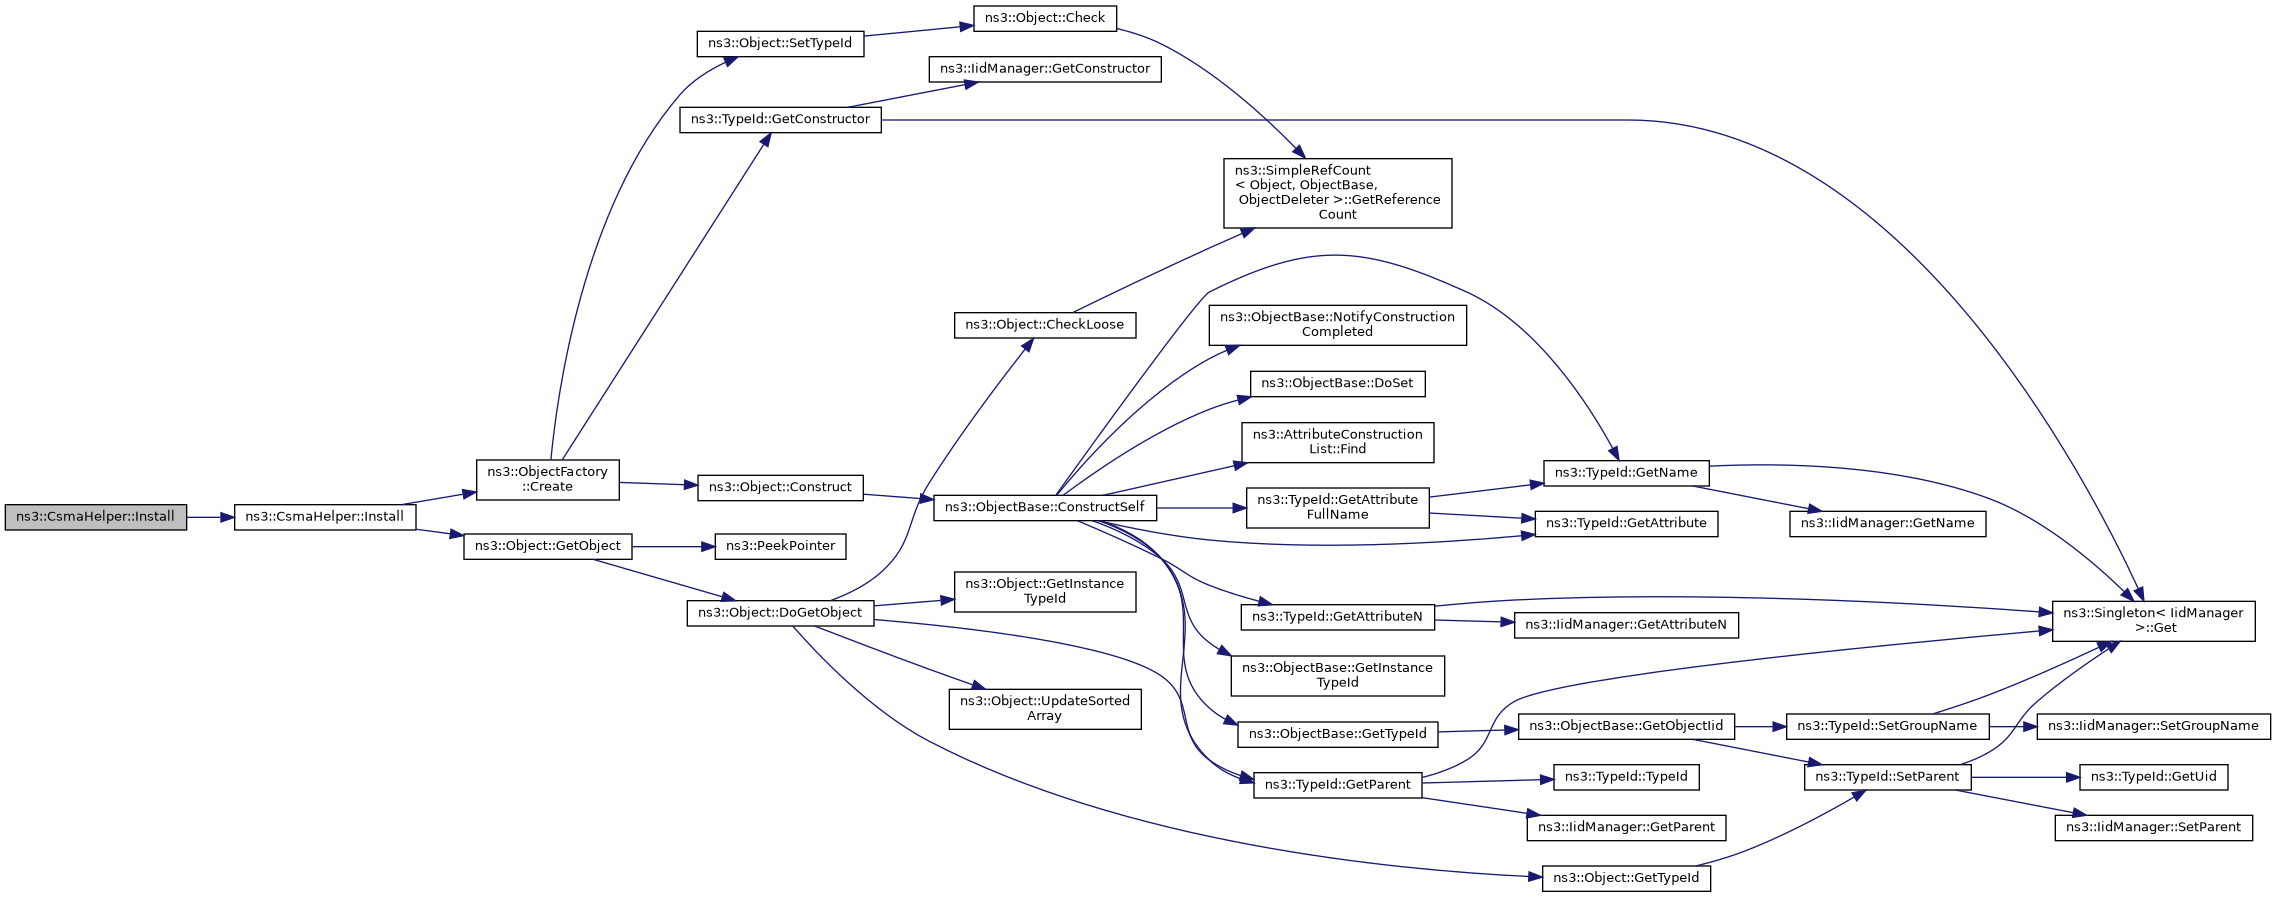 ns3::Object::Check
ns3::Object::SetTypeId
ns3::IidManager::GetConstructor
ns3::TypeId::GetConstructor
ns3::SimpleRefCount
< Object, ObjectBase,
ObjectDeleter >::GetReference
Count
ns3::Object::CheckLoose
ns3::ObjectBase::NotifyConstruction
Completed
ns3::ObjectBase::DoSet
ns3::AttributeConstruction
List::Find
ns3::TypeId::GetName
ns3::ObjectFactory
::Create
ns3::Object::Construct
ns3::ObjectBase::ConstructSelf
ns3::TypeId::GetAttribute
FullName
ns3::CsmaHelper::Install
ns3::CsmaHelper::Install
ns3::TypeId::GetAttribute
ns3::IidManager::GetName
ns3::Object::GetObject
ns3::PeekPointer
ns3::Object::GetInstance
TypeId
ns3::Object::DoGetObject
ns3::TypeId::GetAttributeN
ns3::IidManager::GetAttributeN
ns3::Singleton< IidManager
>::Get
ns3::ObjectBase::GetInstance
TypeId
ns3::Object::UpdateSorted
Array
ns3::ObjectBase::GetTypeId
ns3::ObjectBase::GetObjectIid
ns3::TypeId::SetGroupName
ns3::IidManager::SetGroupName
ns3::TypeId::GetParent
ns3::TypeId::TypeId
ns3::TypeId::SetParent
ns3::TypeId::GetUid
ns3::IidManager::GetParent
ns3::IidManager::SetParent
ns3::Object::GetTypeId